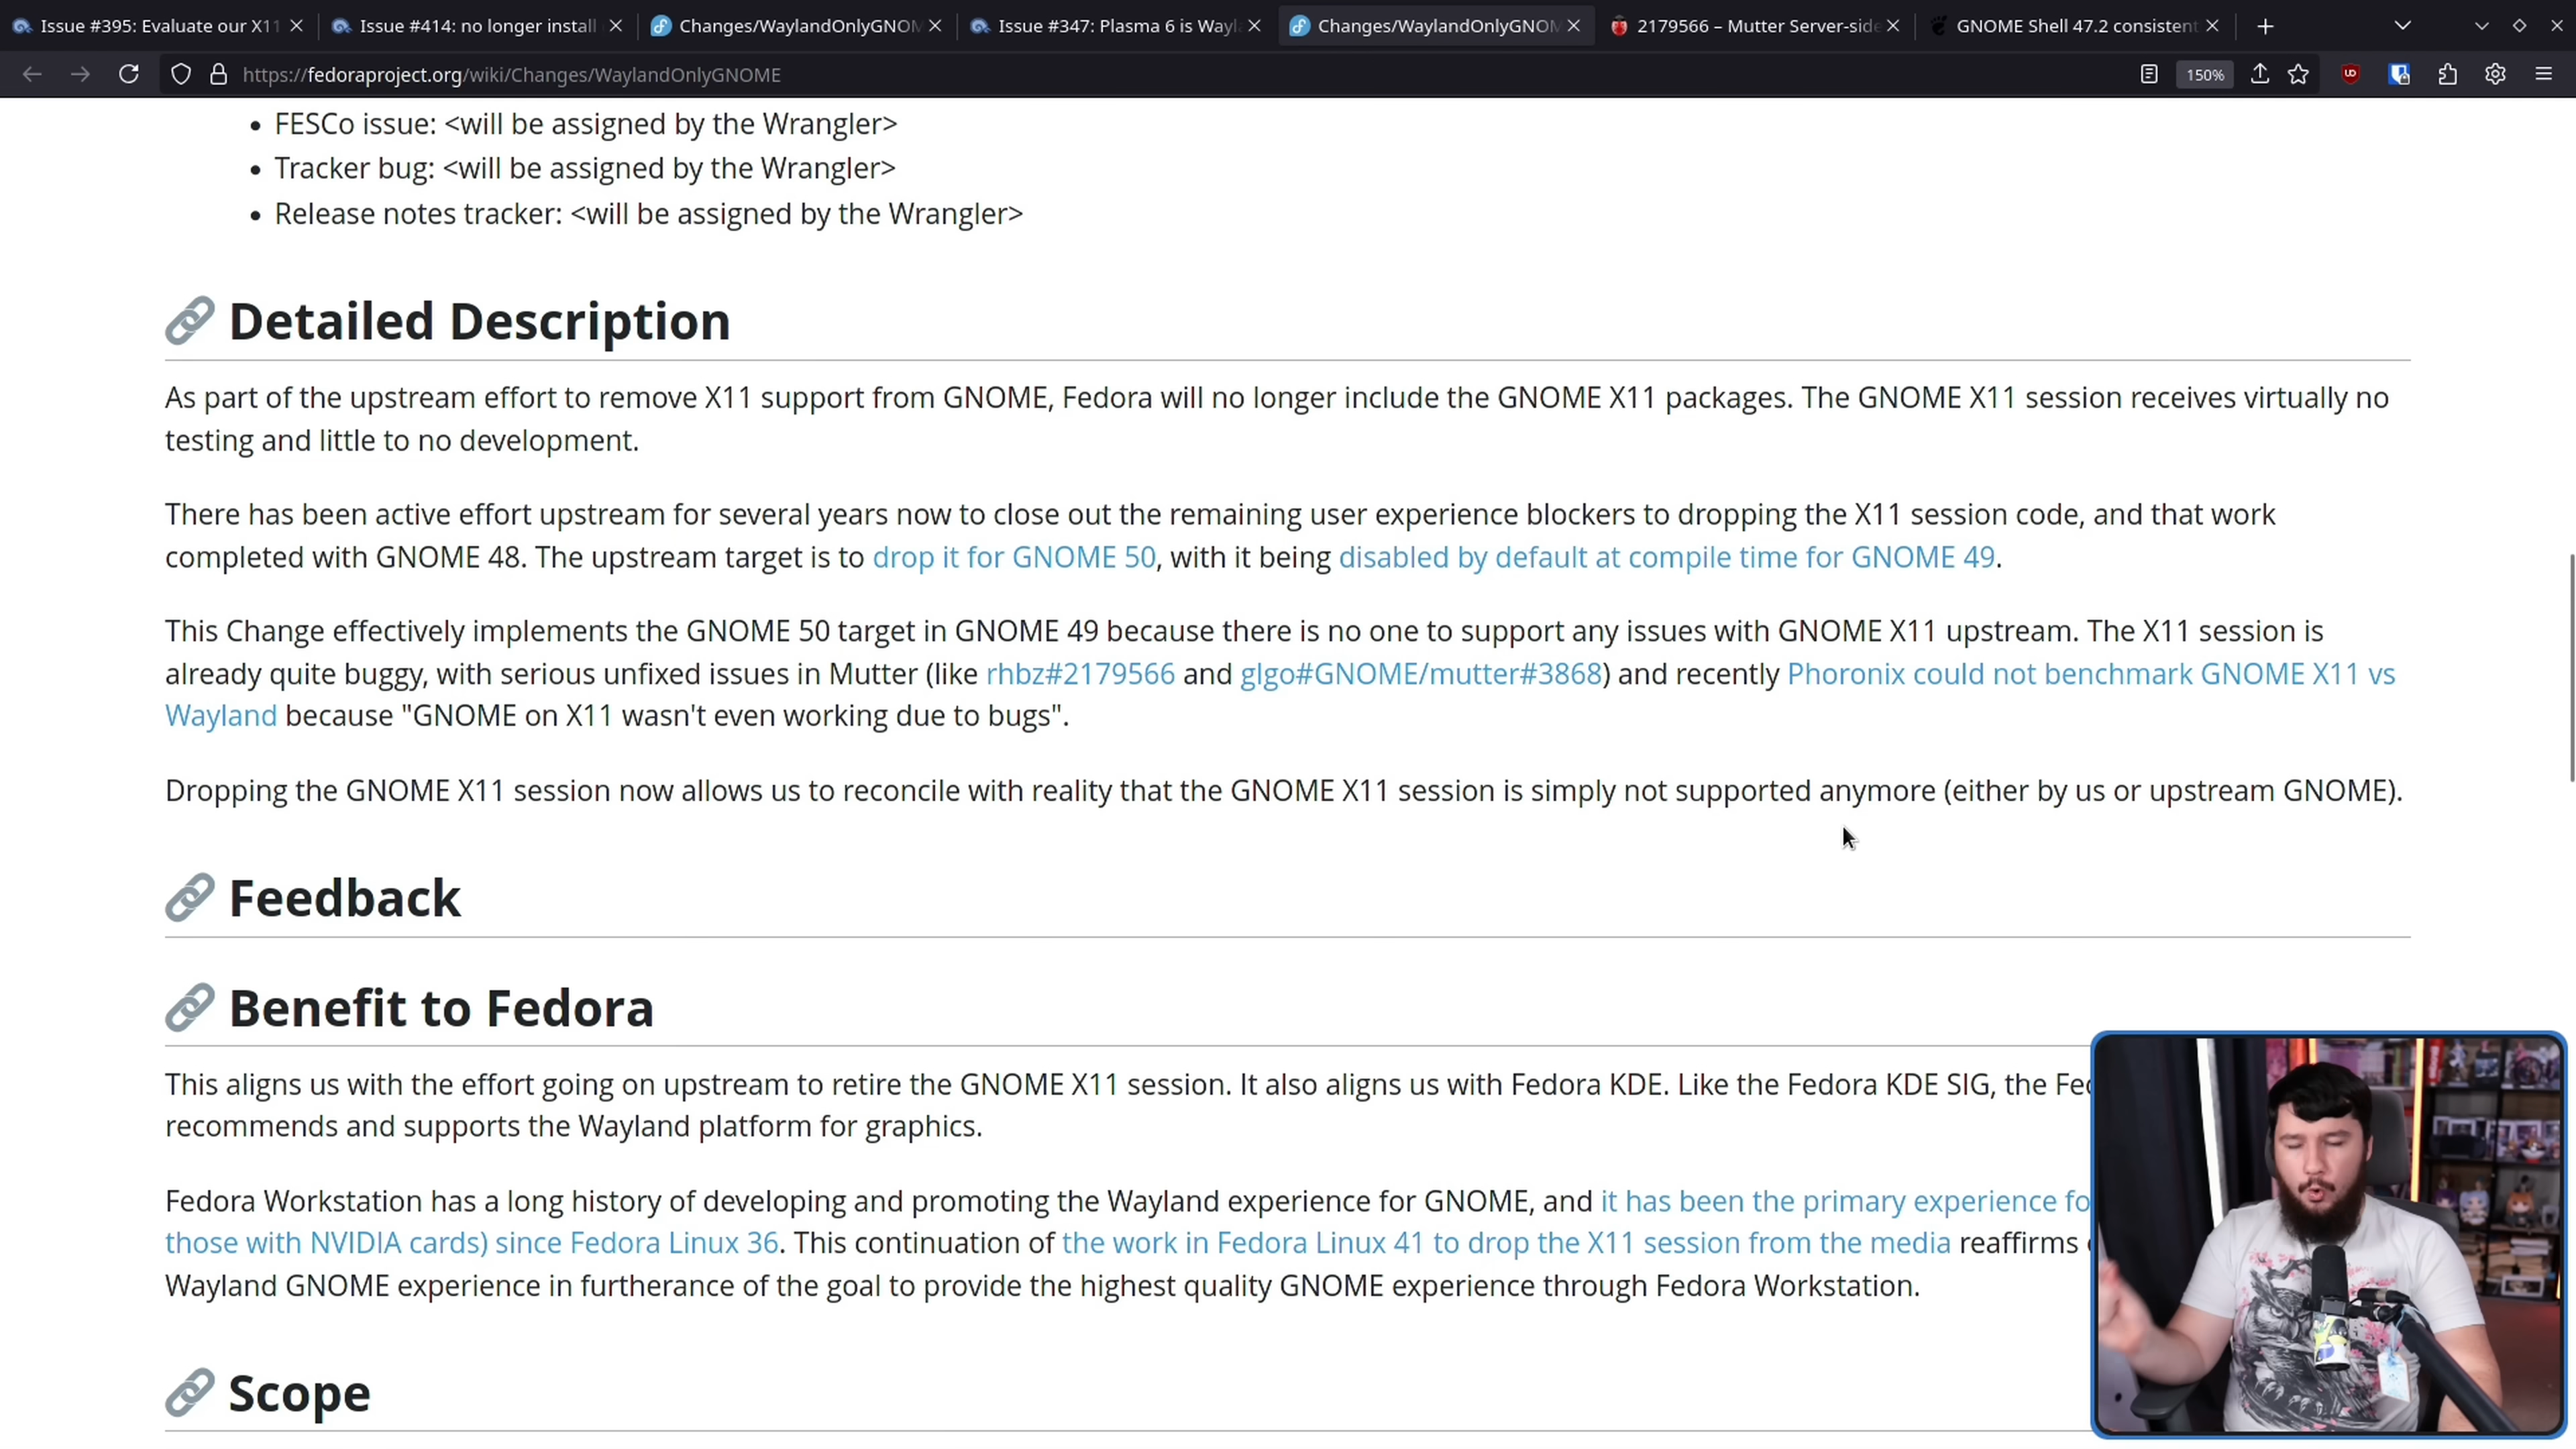 Issue #395: Evaluate our X11
Issue #414: no longer install
Changes/WaylandOnlyGNOM
Issue #347: Plasma 6 is Wayl
Changes/WaylandOnlyGNOM
2179566 – Mutter Server-side
GNOME Shell 47.2 consistent
https://fedoraproject.org/wiki/Changes/WaylandOnlyGNOME
150%
• FESCo issue: <will be assigned by the Wrangler>
• Tracker bug: <will be assigned by the Wrangler>
• Release notes tracker: <will be assigned by the Wrangler>
Detailed Description
As part of the upstream effort to remove X11 support from GNOME, Fedora will no longer include the GNOME X11 packages. The GNOME X11 session receives virtually no
testing and little to no development.
There has been active effort upstream for several years now to close out the remaining user experience blockers to dropping the X11 session code, and that work
completed with GNOME 48. The upstream target is to drop it for GNOME 50, with it being disabled by default at compile time for GNOME 49.
This Change effectively implements the GNOME 50 target in GNOME 49 because there is no one to support any issues with GNOME X11 upstream. The X11 session is
already quite buggy, with serious unfixed issues in Mutter (like rhbz#2179566 and glgo#GNOME/mutter#3868) and recently Phoronix could not benchmark GNOME X11 vs
Wayland because "GNOME on X11 wasn't even working due to bugs".
Dropping the GNOME X11 session now allows us to reconcile with reality that the GNOME X11 session is simply not supported anymore (either by us or upstream GNOME).
Feedback
Benefit to Fedora
This aligns us with the effort going on upstream to retire the GNOME X11 session. It also aligns us with Fedora KDE. Like the Fedora KDE SIG, the Fed
recommends and supports the Wayland platform for graphics.
Fedora Workstation has a long history of developing and promoting the Wayland experience for GNOME, and it has been the primary experience fo
those with NVIDIA cards) since Fedora Linux 36. This continuation of the work in Fedora Linux 41 to drop the X11 session from the media reaffirms
Wayland GNOME experience in furtherance of the goal to provide the highest quality GNOME experience through Fedora Workstation.
Scope